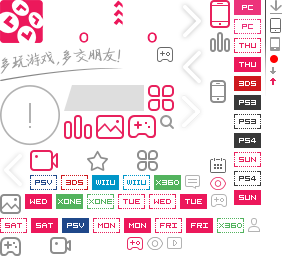 PC
PC
多玩游戏,多交朋友!
THU
THU
3DS
PS3
PS3
PS4
SUN
PS4
SUN
PSV 3DS WIIU WIIU X360
WED XONE XONE TUE WED TUE
SAT SAT PSV MON MON FRI FRI X360